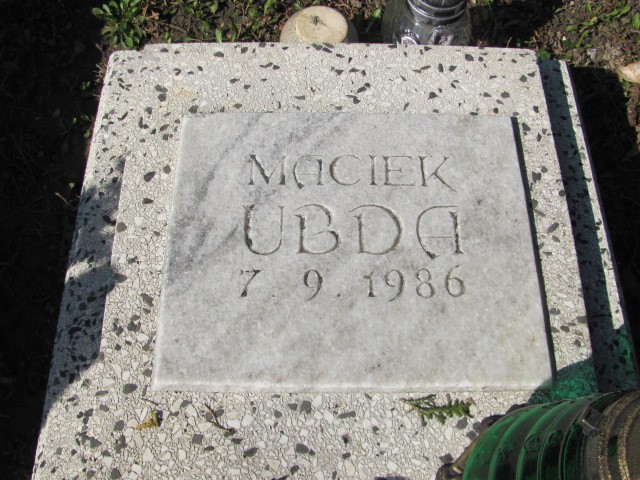 MACIEK
UBDA
7. 9. 1986